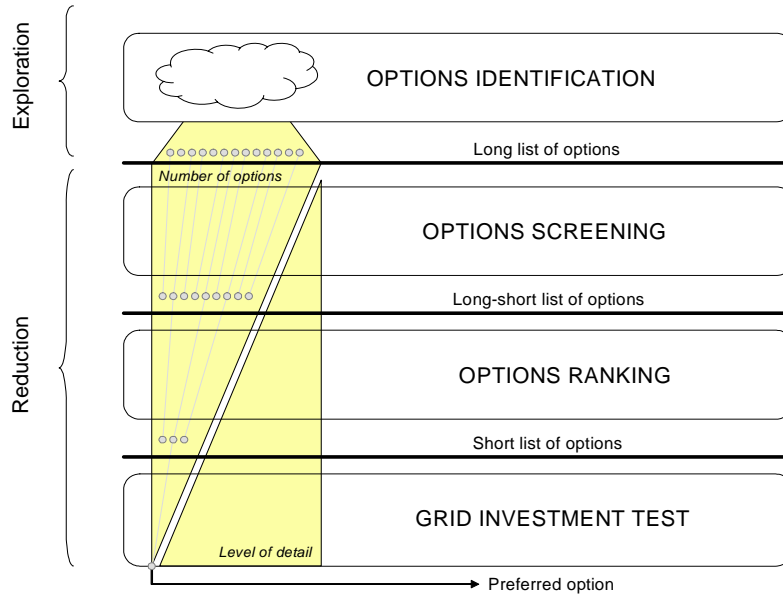 Exploration
OPTIONS IDENTIFICATION
Long list of options
Number of options
Reduction
OPTIONS SCREENING
Long-short list of options
OPTIONS RANKING
Short list of options
GRID INVESTMENT TEST
Level of detail
Preferred option